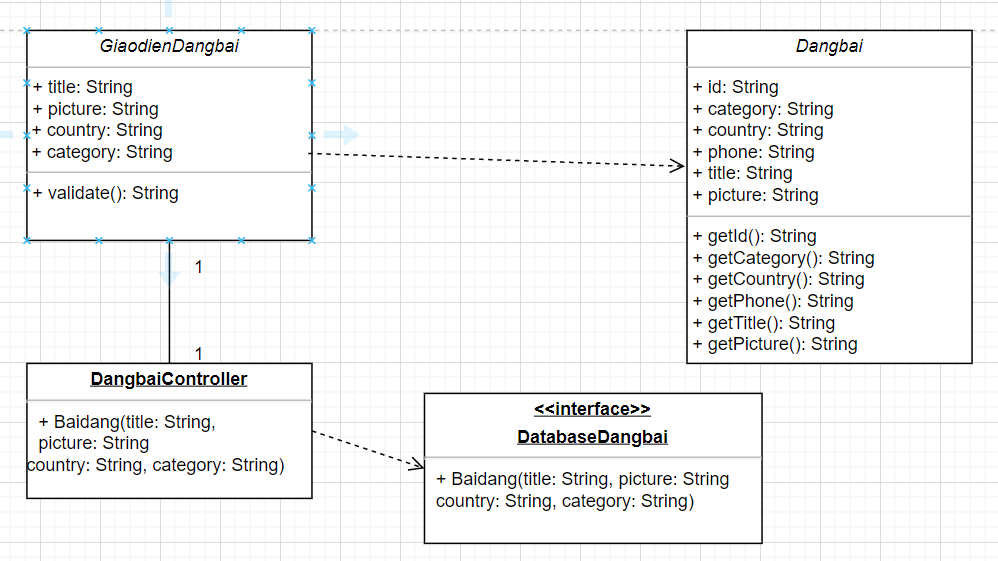 GiaodienDangbai
+ title: String
+ picture: String
+ country: String
+ category: String
+ validate(): String
1
1
Dangbai
+ id: String
+ category: String
+ country: String
+ phone: String
+ title: String
+ picture: String
+ getId(): String
+ getCategory(): String
+ getCountry(): String
+ getPhone(): String
+ getTitle(): String
+ getPicture(): String
DangbaiController
+ Baidang(title: String,
picture: String
country: String, category: String)
<<interface>>
DatabaseDangbai
+ Baidang(title: String, picture: String
country: String, category: String)